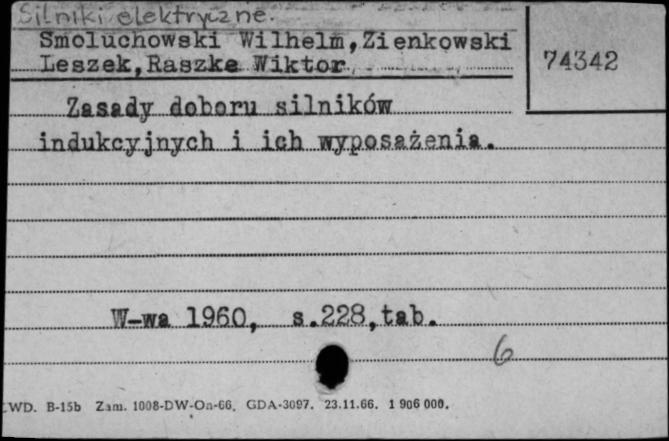 Silniki elektryczne.
Smoluchowski Wilhelm, Zienkowski
Leszek, Raszke Wiktor
74342
Zasady doboru silników
indukcyjnych i ich wyposażenia.
W-wa 1960, s.228, tab.
6
LWD. B-15b Zam. 1008-DW-On-66. GDA-3097. 23.11.66. 1 906 000.